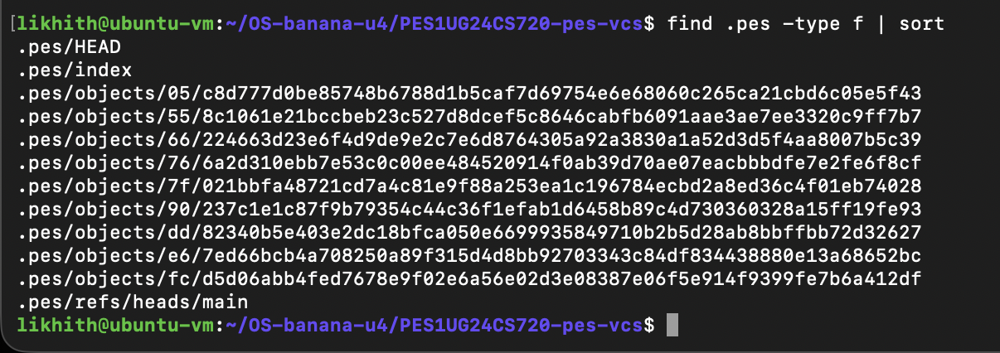 [likhith@ubuntu-vm:~/OS-banana-u4/PES1UG24CS720-pes-vcs$ find .pes -type f | sort
.pes/HEAD
.pes/index
.pes/objects/05/c8d777d0be85748b6788d1b5caf7d69754e6e68060c265ca21cbd6c05e5f43
.pes/objects/55/8c1061e21bccbeb23c527d8dcef5c8646cabfb6091aae3ae7ee3320c9ff7b7
.pes/objects/66/224663d23e6f4d9de9e2c7e6d8764305a92a3830a1a52d3d5f4aa8007b5c39
.pes/objects/76/6a2d310ebb7e53c0c00ee484520914f0ab39d70ae07eacbbbdfe7e2fe6f8cf
.pes/objects/7f/021bbfa48721cd7a4c81e9f88a253ea1c196784ecbd2a8ed36c4f01eb74028
.pes/objects/90/237c1e1c87f9b79354c44c36f1efab1d6458b89c4d730360328a15ff19fe93
.pes/objects/dd/82340b5e403e2dc18bfca050e6699935849710b2b5d28ab8bbffbb72d32627
.pes/objects/e6/7ed66bcb4a708250a89f315d4d8bb92703343c84df834438880e13a68652bc
.pes/objects/fc/d5d06abb4fed7678e9f02e6a56e02d3e08387e06f5e914f9399fe7b6a412df
.pes/refs/heads/main
likhith@ubuntu-vm:~/OS-banana-u4/PES1UG24CS720-pes-vcs$